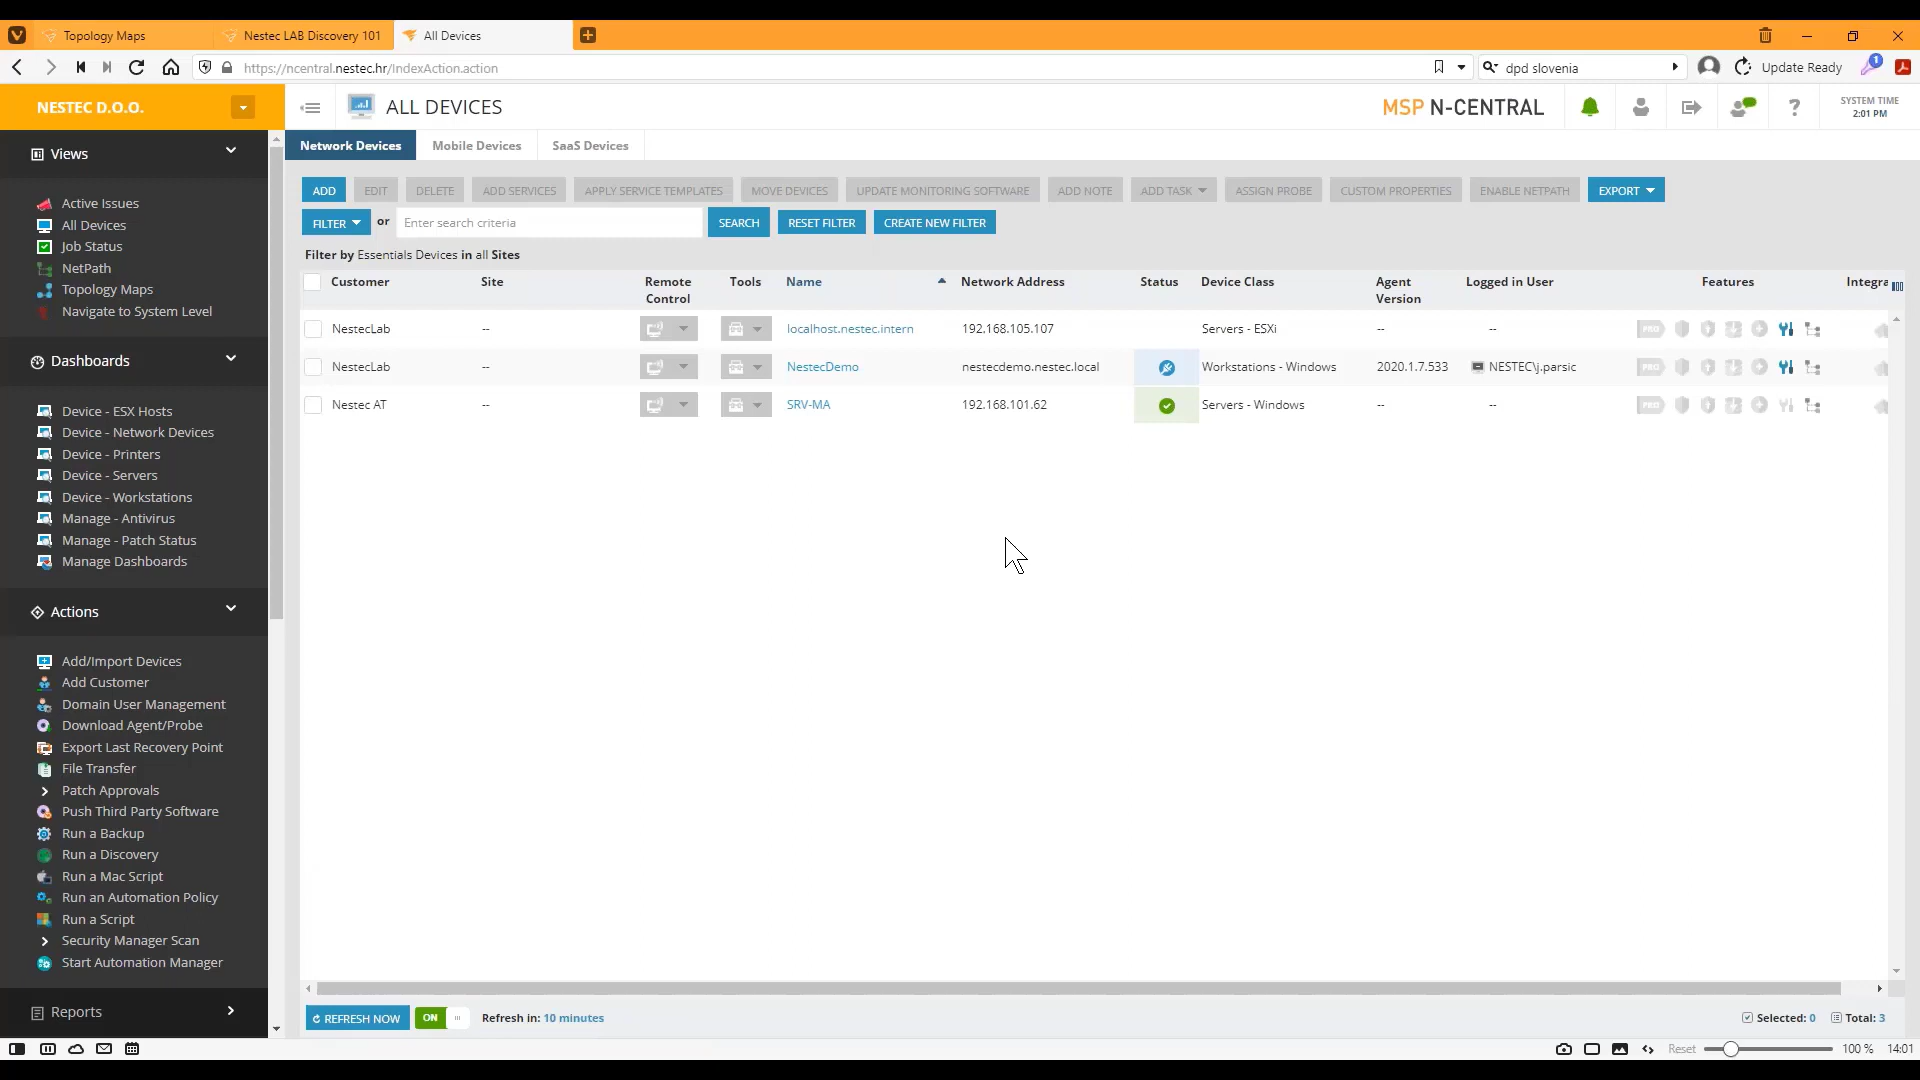 Topology Maps
Nestec LAB Discovery 101
All Devices
https://ncentral.nestec.hr/IndexAction.action
dpd slovenia
Update Ready
1
NESTEC D.O.O.
ALL DEVICES
MSP N-CENTRAL
SYSTEM TIME
2:01 PM
Views
Active Issues
All Devices
Job Status
NetPath
Topology Maps
Navigate to System Level
Dashboards
Device - ESX Hosts
Device - Network Devices
Device - Printers
Device - Servers
Device - Workstations
Manage - Antivirus
Manage - Patch Status
Manage Dashboards
Actions
Add/Import Devices
Add Customer
Domain User Management
Download Agent/Probe
Export Last Recovery Point
File Transfer
Patch Approvals
Push Third Party Software
Run a Backup
Run a Discovery
Run a Mac Script
Run an Automation Policy
Run a Script
Security Manager Scan
Start Automation Manager
Reports
Network Devices Mobile Devices SaaS Devices
ADD EDIT DELETE ADD SERVICES APPLY SERVICE TEMPLATES MOVE DEVICES UPDATE MONITORING SOFTWARE ADD NOTE ADD TASK ASSIGN PROBE CUSTOM PROPERTIES ENABLE NETPATH EXPORT
FILTER or Enter search criteria SEARCH RESET FILTER CREATE NEW FILTER
Filter by Essentials Devices in all Sites
Customer Site Remote Control Tools Name Network Address Status Device Class Agent Version Logged in User Features Integra
NestecLab -- localhost.nestec.intern 192.168.105.107 Servers - ESXi -- -- PRO
NestecLab -- NestecDemo nestecdemo.nestec.local Workstations - Windows 2020.1.7.533 NESTEC\j.parsic PRO
Nestec AT -- SRV-MA 192.168.101.62 Servers - Windows -- -- PRO
REFRESH NOW ON Refresh in: 10 minutes Selected: 0 Total: 3
Reset 100 % 14:01